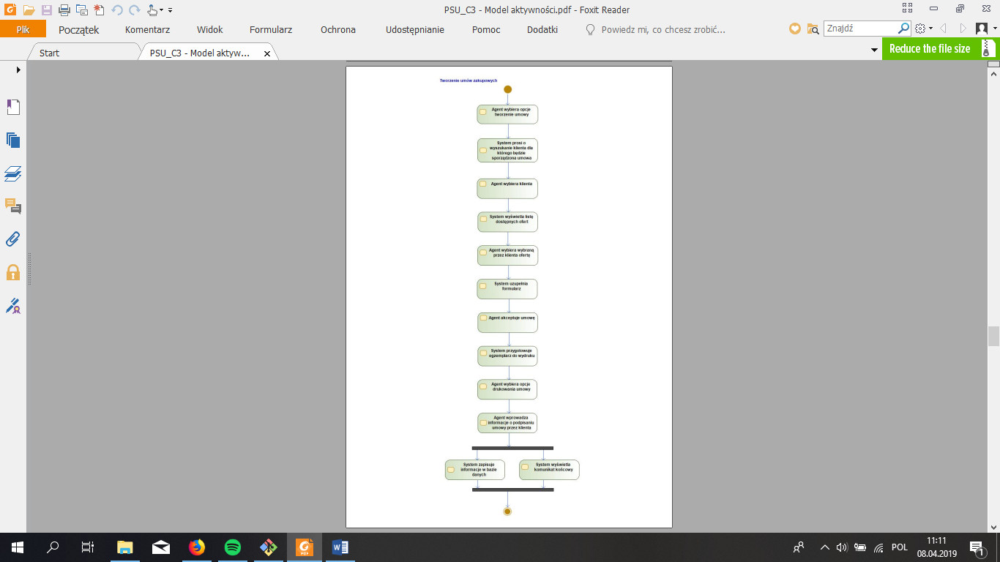 PSU_C3 - Model aktywności.pdf - Foxit Reader
Plik
Początek
Komentarz
Widok
Formularz
Ochrona
Udostępnianie
Pomoc
Dodatki
Powiedz mi, co chcesz zrobić...
Znajdź
Start
PSU_C3 - Model aktyw...
Reduce the file size
Tworzenie umów zakupowych
Agent wybiera opcje
tworzenie umowy
System prosi o
wyszukanie klienta dla
którego będzie
sporządzona umowa
Agent wybiera klienta
System wyświetla listę
dostępnych ofert
Agent wybiera wybraną
przez klienta ofertę
System uzupełnia
formularz
Agent akceptuje umowę
System przygotowuje
egzemplarz do wydruku
Agent wybiera opcje
drukowania umowy
Agent wprowadza
informacje o podpisaniu
umowy przez klienta
System zapisuje
informacje w bazie
danych
System wyświetla
komunikat końcowy
PDF
POL
11:11
08.04.2019
1